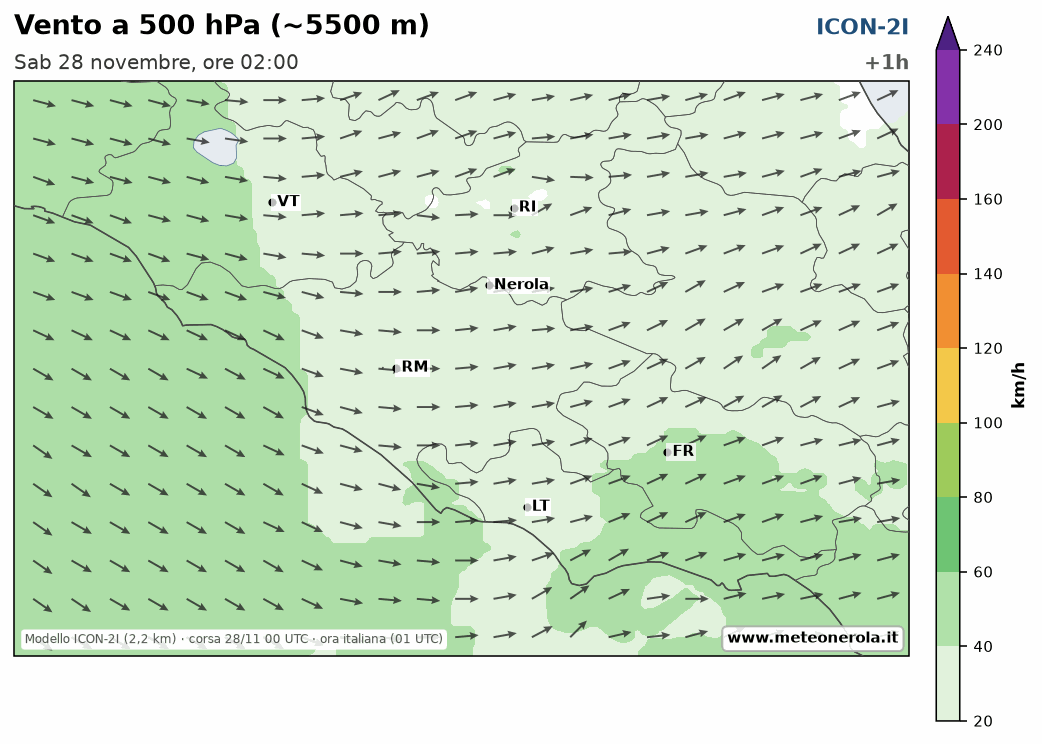 Vento a 500 hPa (~5500 m)
ICON-2I
Sab 28 novembre, ore 02:00
+1h
VT
RI
Nerola
RM
FR
LT
Modello ICON-2I (2,2 km) · corsa 28/11 00 UTC · ora italiana (01 UTC)
www.meteonerola.it
240
200
160
140
120
100
80
60
40
20
km/h